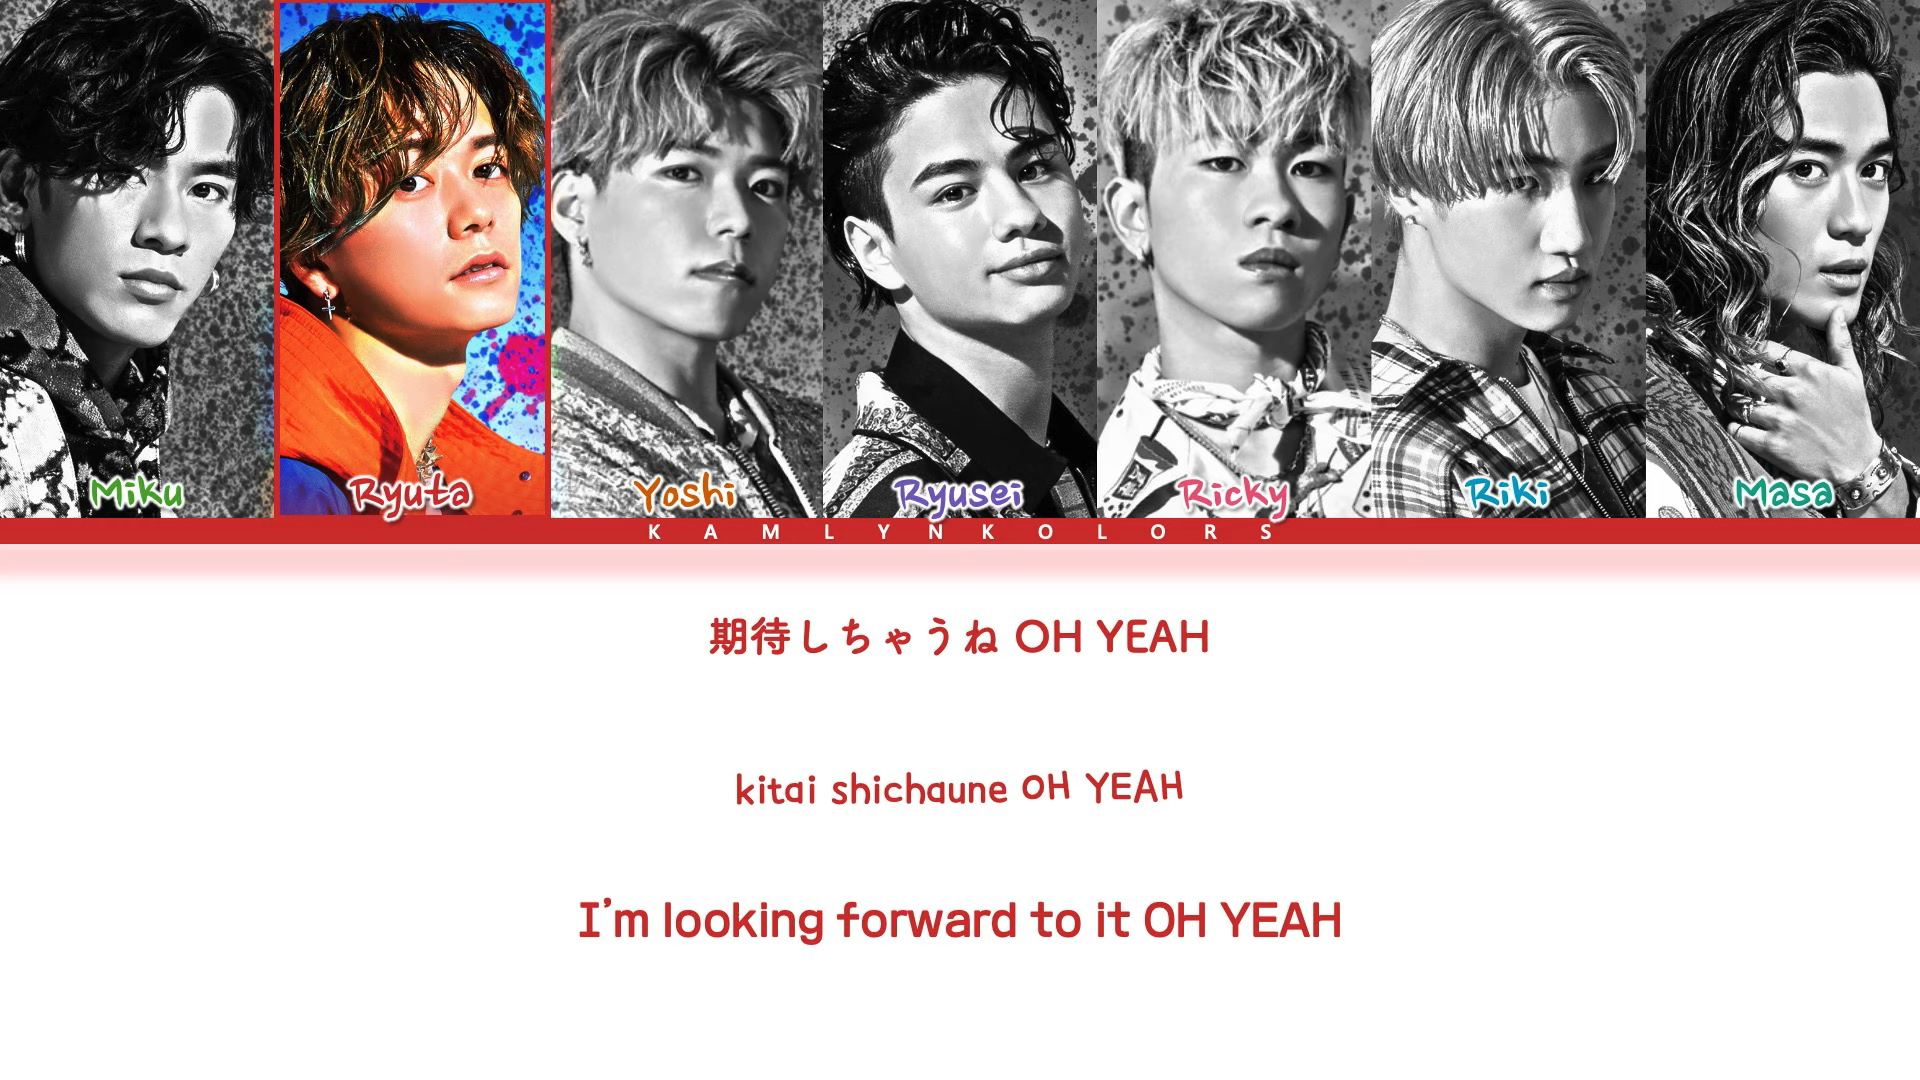 Miku
Ryuta
Yoshi
Ryusei
Ricky
Riki
Masa
KAMLYNKOLORS
期待しちゃうね OH YEAH
kitai shichaune OH YEAH
I'm looking forward to it OH YEAH